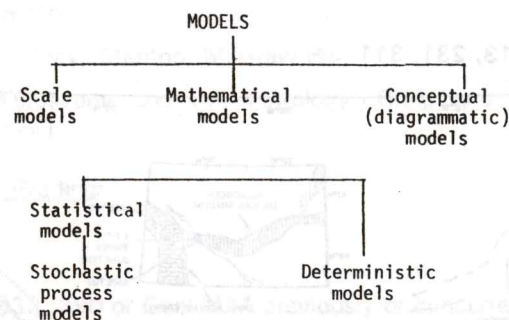 MODELS
Scale
models
Mathematical
models
Conceptual
(diagrammatic)
models
Statistical
models
Stochastic
process
models
Deterministic
models